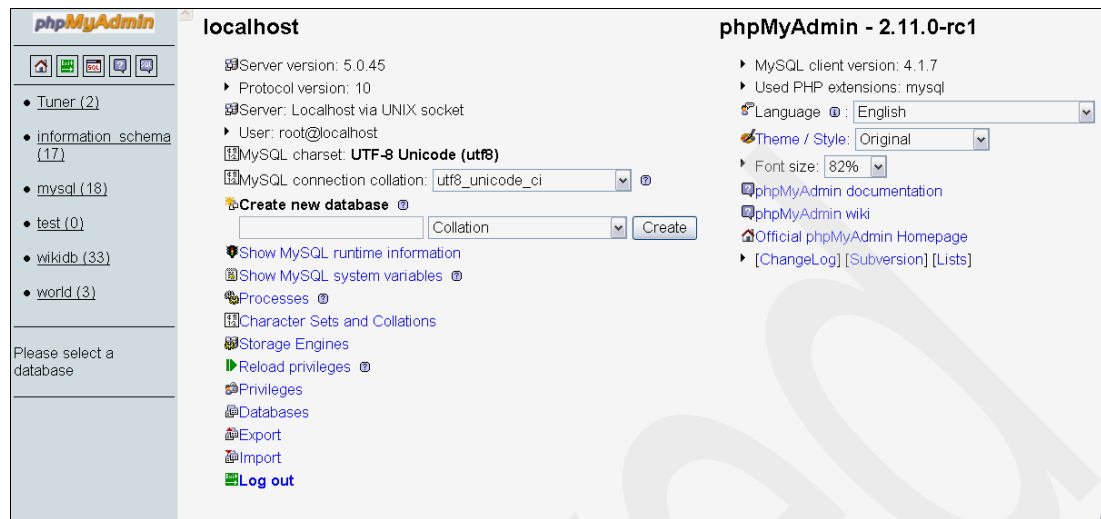 phpMyAdmin
Tuner (2)
information_schema
(17)
mysql (18)
test (0)
wikidb (33)
world (3)
Please select a
database
localhost
Server version: 5.0.45
Protocol version: 10
Server: Localhost via UNIX socket
User: root@localhost
MySQL charset: UTF-8 Unicode (utf8)
MySQL connection collation: utf8_unicode_ci
Create new database
Collation Create
Show MySQL runtime information
Show MySQL system variables
Processes
Character Sets and Collations
Storage Engines
Reload privileges
Privileges
Databases
Export
Import
Log out
phpMyAdmin - 2.11.0-rc1
MySQL client version: 4.1.7
Used PHP extensions: mysql
Language : English
Theme / Style: Original
Font size: 82%
phpMyAdmin documentation
phpMyAdmin wiki
Official phpMyAdmin Homepage
[ChangeLog] [Subversion] [Lists]